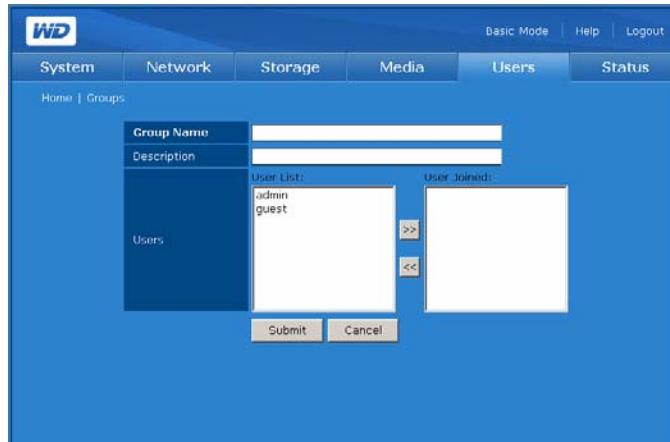 WD
Basic Mode | Help | Logout
System Network Storage Media Users Status
Home | Groups
Group Name
Description
User List: User Joined:
admin
guest
Users
>>
<<
Submit Cancel